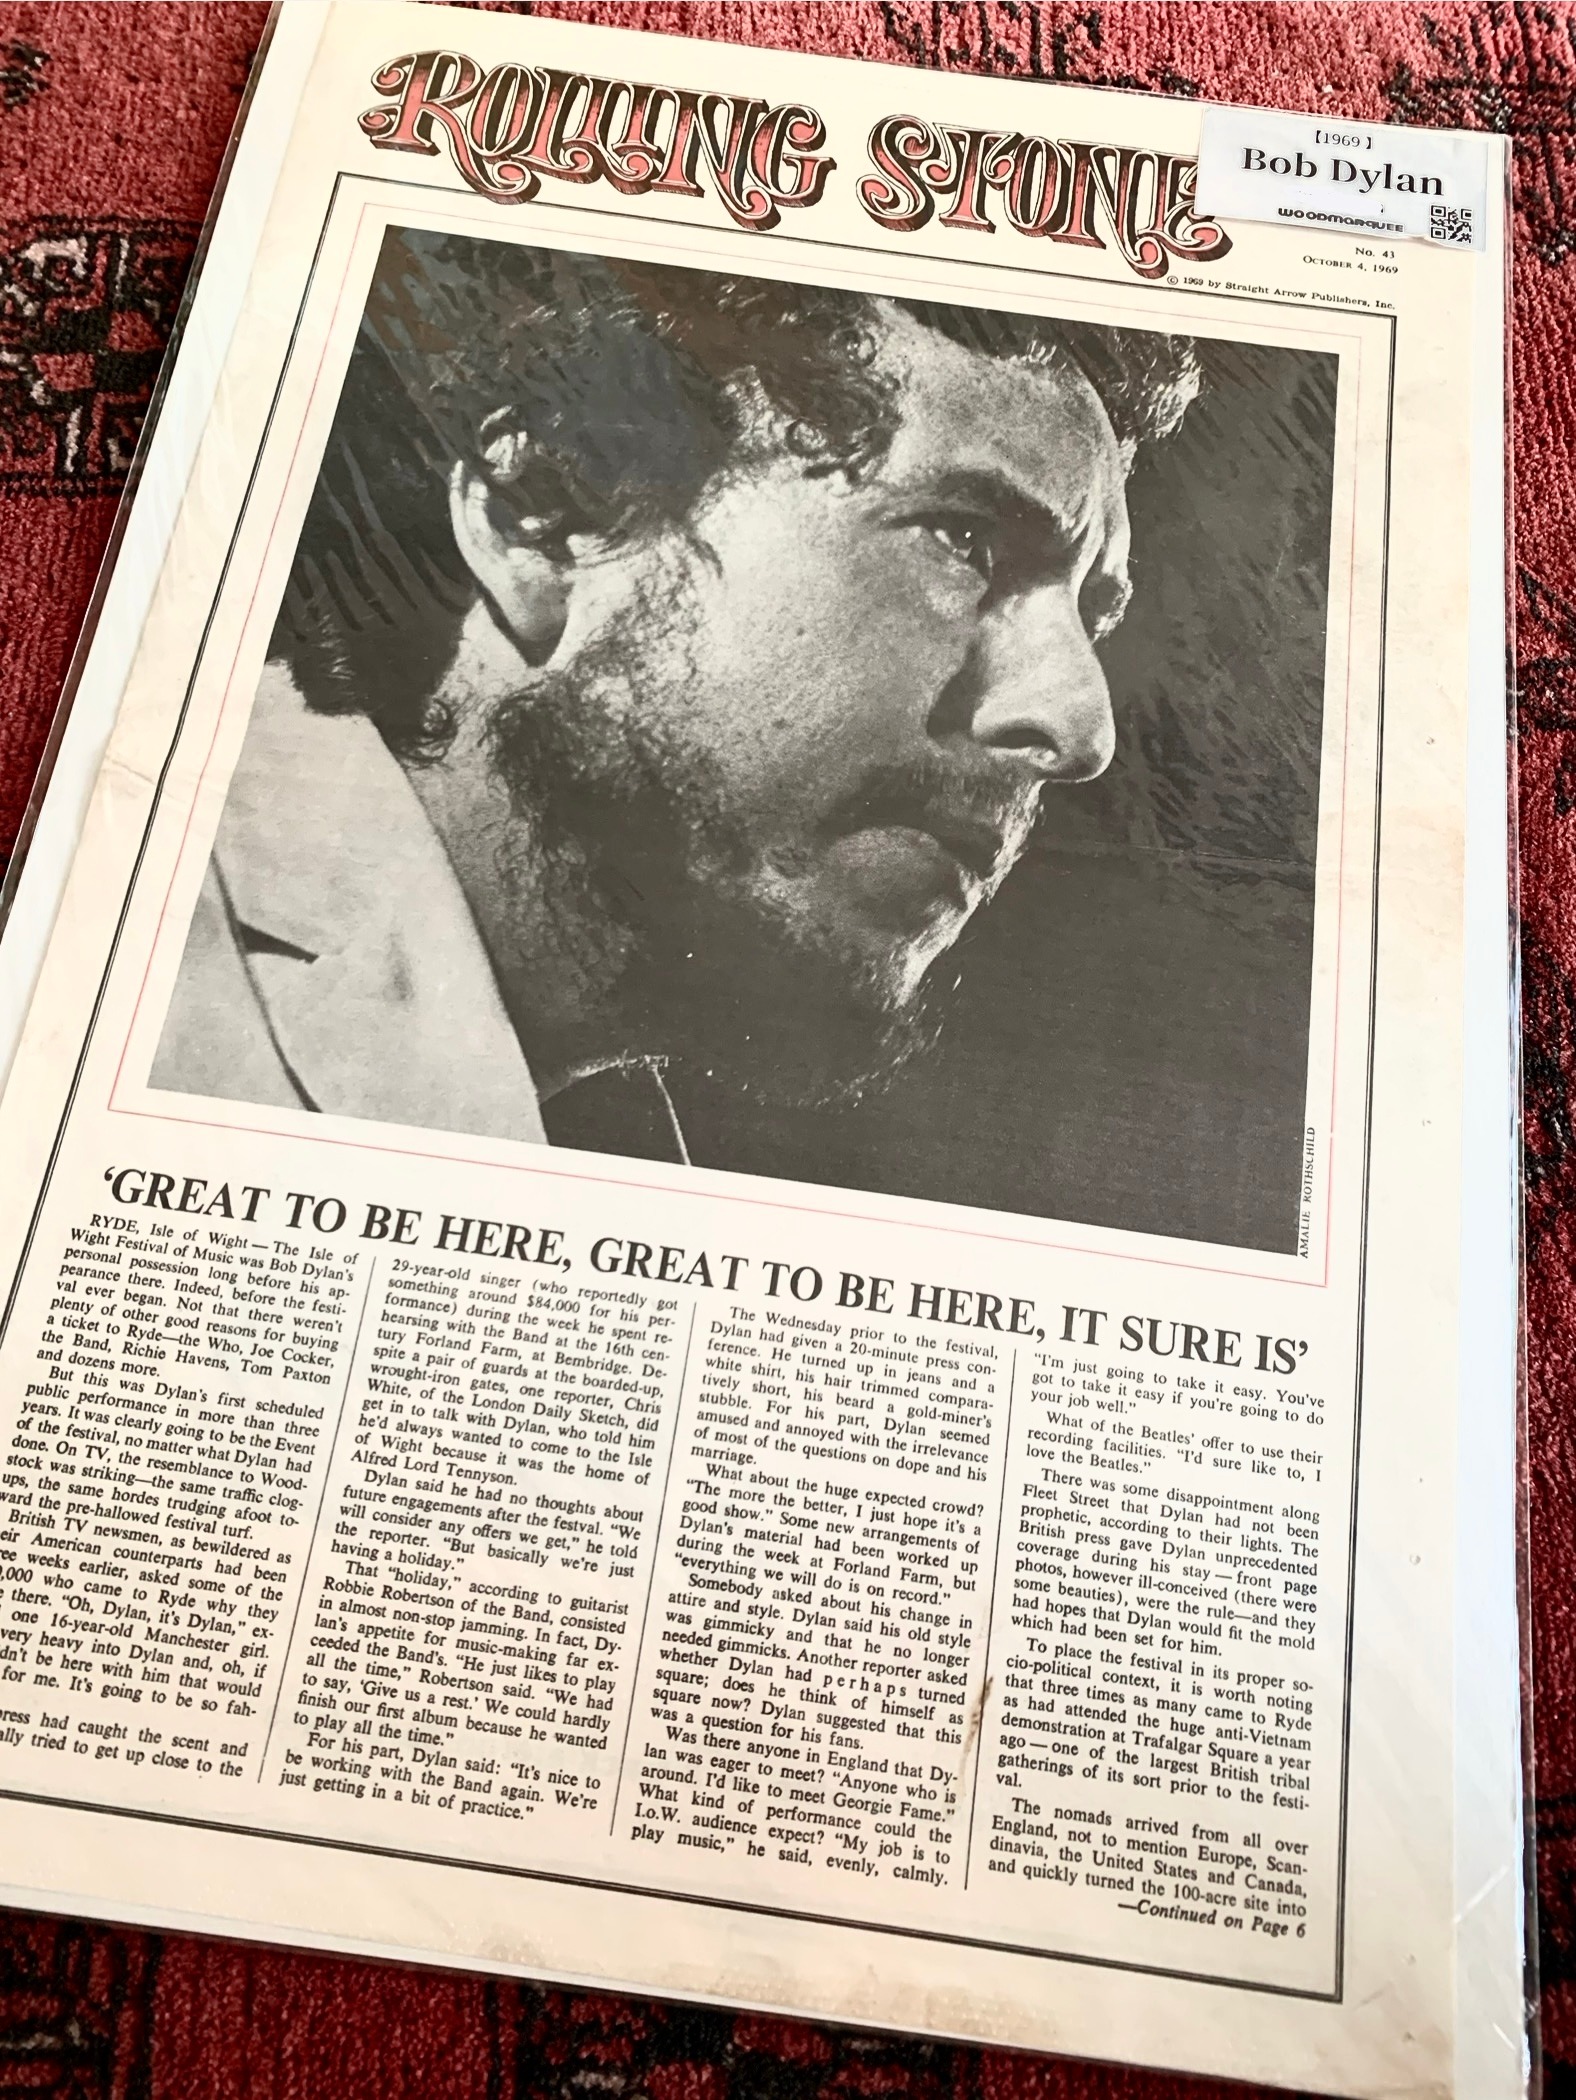 ROLLING STONE
【1969】
Bob Dylan
WOODMARQUEE
No. 43
OCTOBER 4, 1969
© 1969 by Straight Arrow Publishers, Inc.
AMALIE ROTHSCHILD
‘GREAT TO BE HERE, GREAT TO BE HERE, IT SURE IS’
RYDE, Isle of Wight — The Isle of
Wight Festival of Music was Bob Dylan's
personal possession long before his ap-
pearance there. Indeed, before the festi-
val ever began. Not that there weren't
plenty of other good reasons for buying
a ticket to Ryde—the Who, Joe Cocker,
the Band, Richie Havens, Tom Paxton
and dozens more.
But this was Dylan's first scheduled
public performance in more than three
years. It was clearly going to be the Event
of the festival, no matter what Dylan had
done. On TV, the resemblance to Wood-
stock was striking—the same traffic clog-
ups, the same hordes trudging afoot to-
ward the pre-hallowed festival turf.
British TV newsmen, as bewildered as
eir American counterparts had been
ee weeks earlier, asked some of the
,000 who came to Ryde why they
there. "Oh, Dylan, it's Dylan," ex-
one 16-year-old Manchester girl.
very heavy into Dylan and, oh, if
dn't be here with him that would
for me. It's going to be so fah-
ress had caught the scent and
ally tried to get up close to the
29-year-old singer (who reportedly got
something around $84,000 for his per-
formance) during the week he spent re-
hearsing with the Band at the 16th cen-
tury Forland Farm, at Bembridge. De-
spite a pair of guards at the boarded-up,
wrought-iron gates, one reporter, Chris
White, of the London Daily Sketch, did
get in to talk with Dylan, who told him
he'd always wanted to come to the Isle
of Wight because it was the home of
Alfred Lord Tennyson.
Dylan said he had no thoughts about
future engagements after the festval. "We
will consider any offers we get," he told
the reporter. "But basically we're just
having a holiday."
That "holiday," according to guitarist
Robbie Robertson of the Band, consisted
in almost non-stop jamming. In fact, Dy-
lan's appetite for music-making far ex-
ceeded the Band's. "He just likes to play
all the time," Robertson said. "We had
to say, 'Give us a rest.' We could hardly
finish our first album because he wanted
to play all the time."
For his part, Dylan said: "It's nice to
be working with the Band again. We're
just getting in a bit of practice."
The Wednesday prior to the festival,
Dylan had given a 20-minute press con-
ference. He turned up in jeans and a
white shirt, his hair trimmed compara-
tively short, his beard a gold-miner's
stubble. For his part, Dylan seemed
amused and annoyed with the irrelevance
of most of the questions on dope and his
marriage.
What about the huge expected crowd?
"The more the better, I just hope it's a
good show." Some new arrangements of
Dylan's material had been worked up
during the week at Forland Farm, but
"everything we will do is on record."
Somebody asked about his change in
attire and style. Dylan said his old style
was gimmicky and that he no longer
needed gimmicks. Another reporter asked
whether Dylan had perhaps turned
square; does he think of himself as
square now? Dylan suggested that this
was a question for his fans.
Was there anyone in England that Dy-
lan was eager to meet? "Anyone who is
around. I'd like to meet Georgie Fame."
What kind of performance could the
I.o.W. audience expect? "My job is to
play music," he said, evenly, calmly.
"I'm just going to take it easy. You've
got to take it easy if you're going to do
your job well."
What of the Beatles' offer to use their
recording facilities. "I'd sure like to, I
love the Beatles."
There was some disappointment along
Fleet Street that Dylan had not been
prophetic, according to their lights. The
British press gave Dylan unprecedented
coverage during his stay — front page
photos, however ill-conceived (there were
some beauties), were the rule—and they
had hopes that Dylan would fit the mold
which had been set for him.
To place the festival in its proper so-
cio-political context, it is worth noting
that three times as many came to Ryde
as had attended the huge anti-Vietnam
demonstration at Trafalgar Square a year
ago — one of the largest British tribal
gatherings of its sort prior to the festi-
val.
The nomads arrived from all over
England, not to mention Europe, Scan-
dinavia, the United States and Canada,
and quickly turned the 100-acre site into
—Continued on Page 6